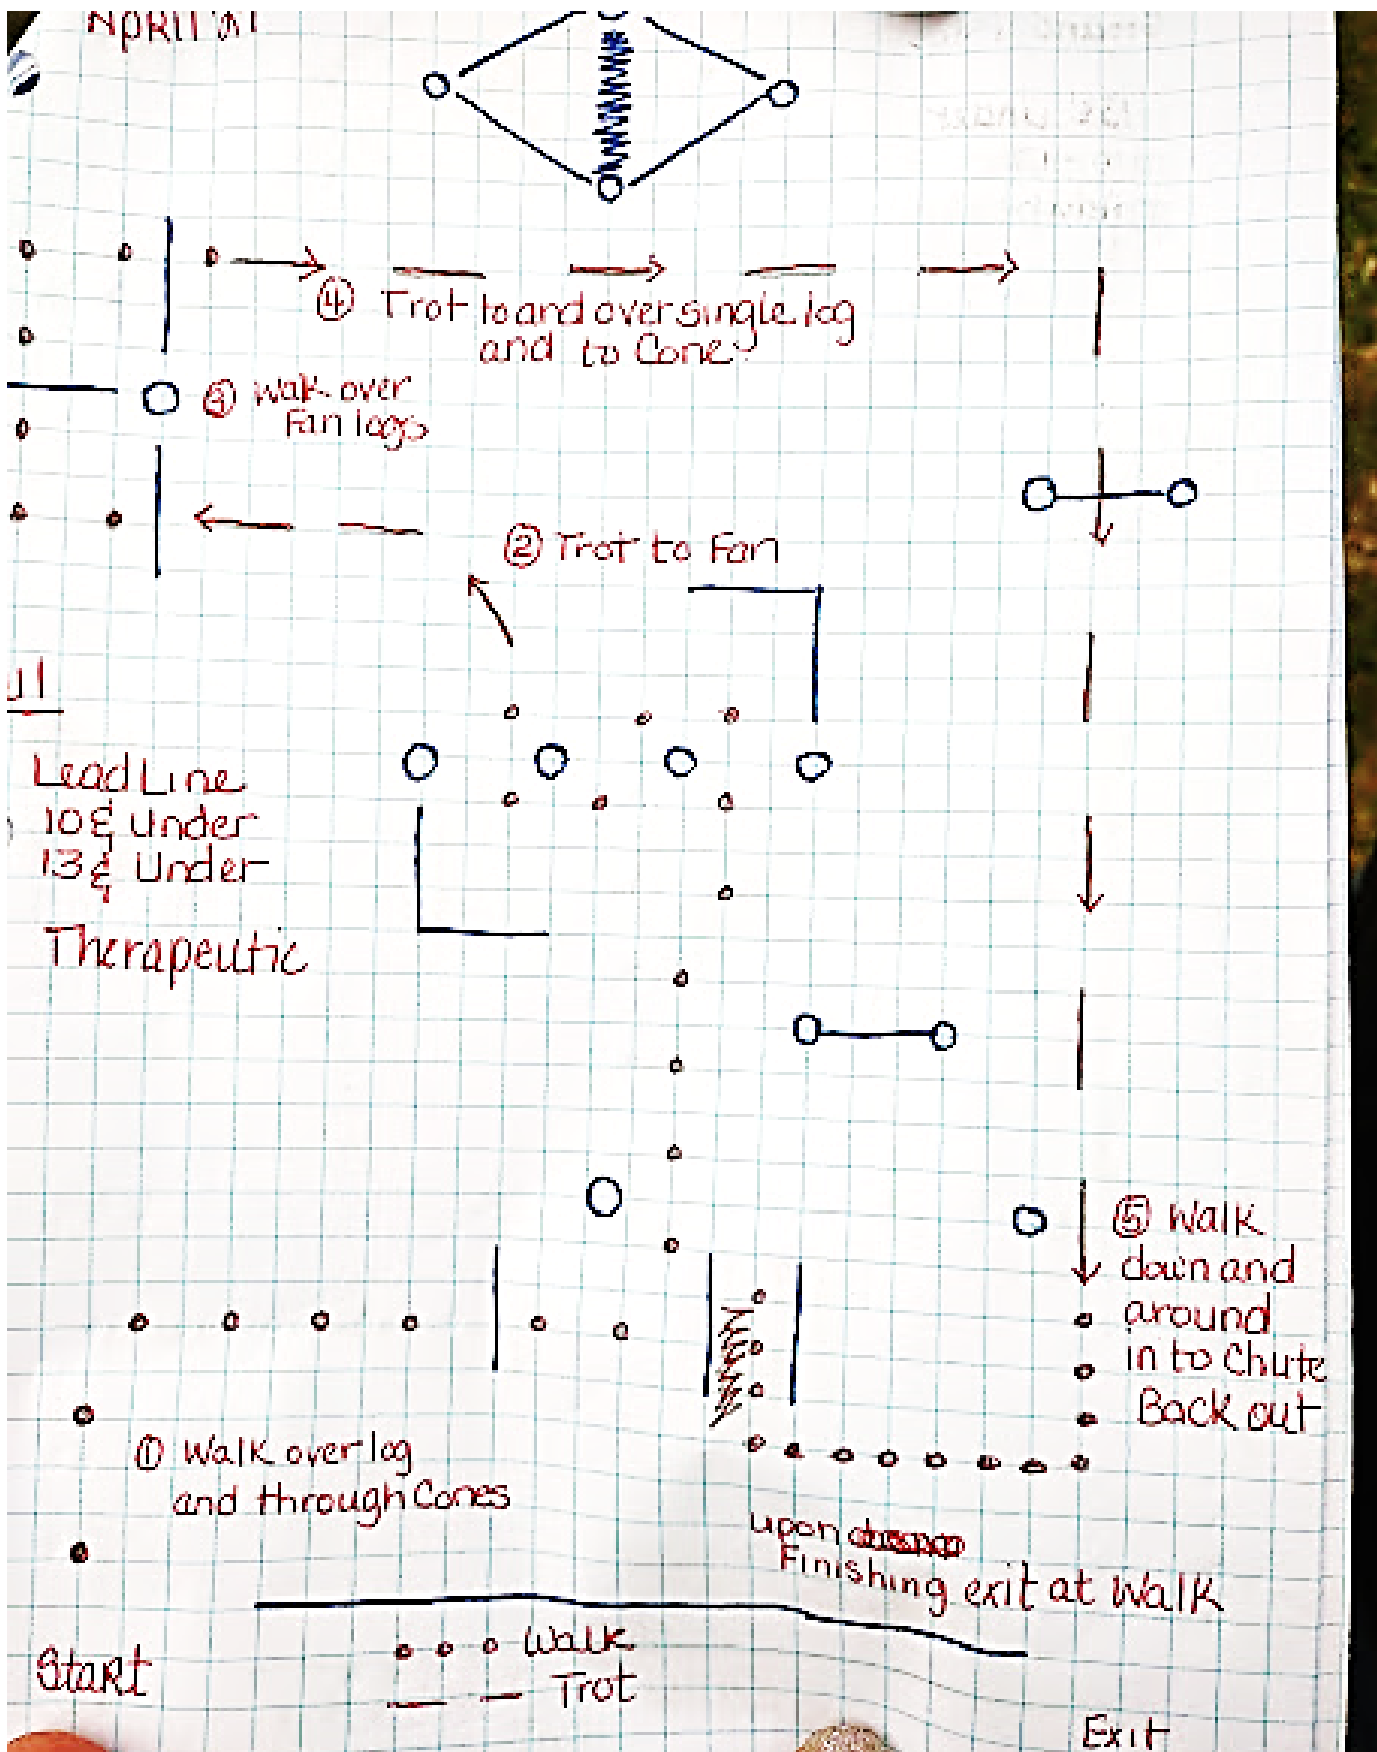 ④ Trot to and over single log
and to Cone
③ Walk over
Fan logs
② Trot to Fan
Lead Line
10 & Under
13 & Under
Therapeutic
⑤ Walk
down and
around
in to Chute
Back out
① Walk over log
and through Cones
upon
Finishing exit at Walk
Walk
Trot
Start
Exit